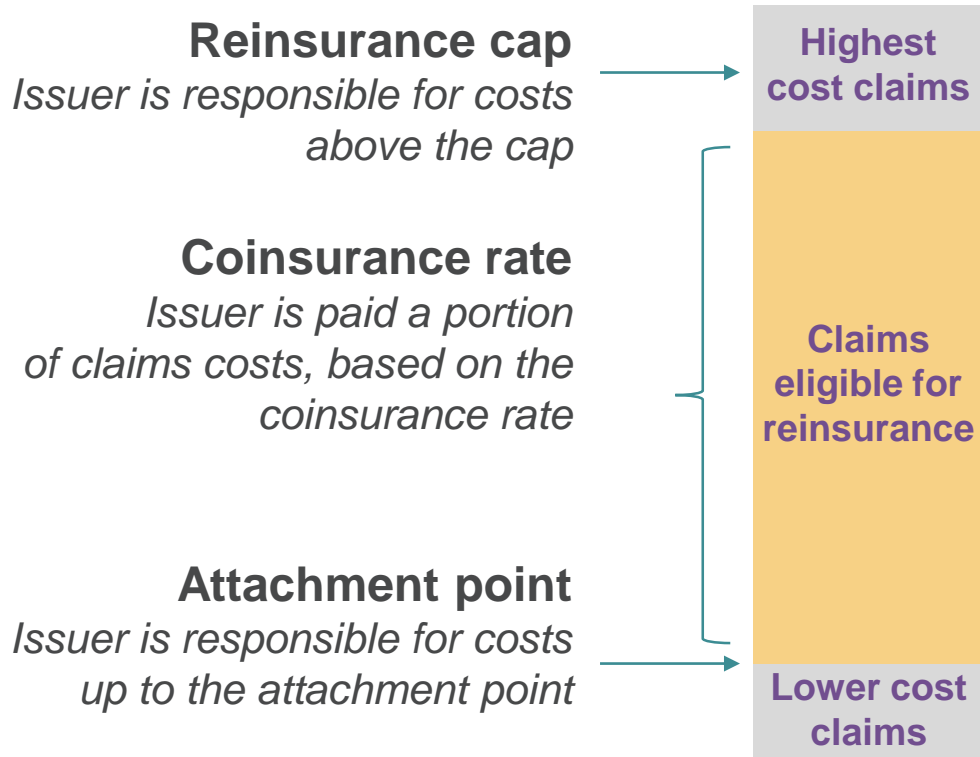 Reinsurance cap
Issuer is responsible for costs
above the cap
Highest
cost claims
Coinsurance rate
Issuer is paid a portion
of claims costs, based on the
coinsurance rate
Claims
eligible for
reinsurance
Attachment point
Issuer is responsible for costs
up to the attachment point
Lower cost
claims